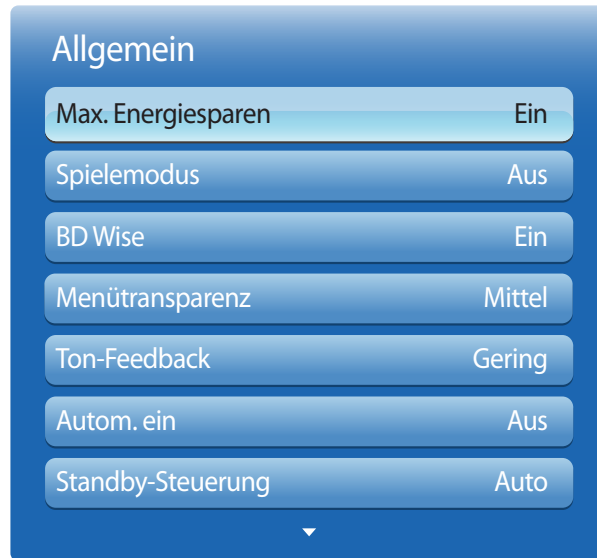 Allgemein
Max. Energiesparen Ein
Spielemodus Aus
BD Wise Ein
Menütransparenz Mittel
Ton-Feedback Gering
Autom. ein Aus
Standby-Steuerung Auto